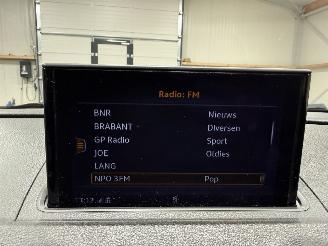 Radio: FM
BNR Nieuws
BRABANT Diversen
GP Radio Sport
JOE Oldies
LANG
NPO 3FM Pop